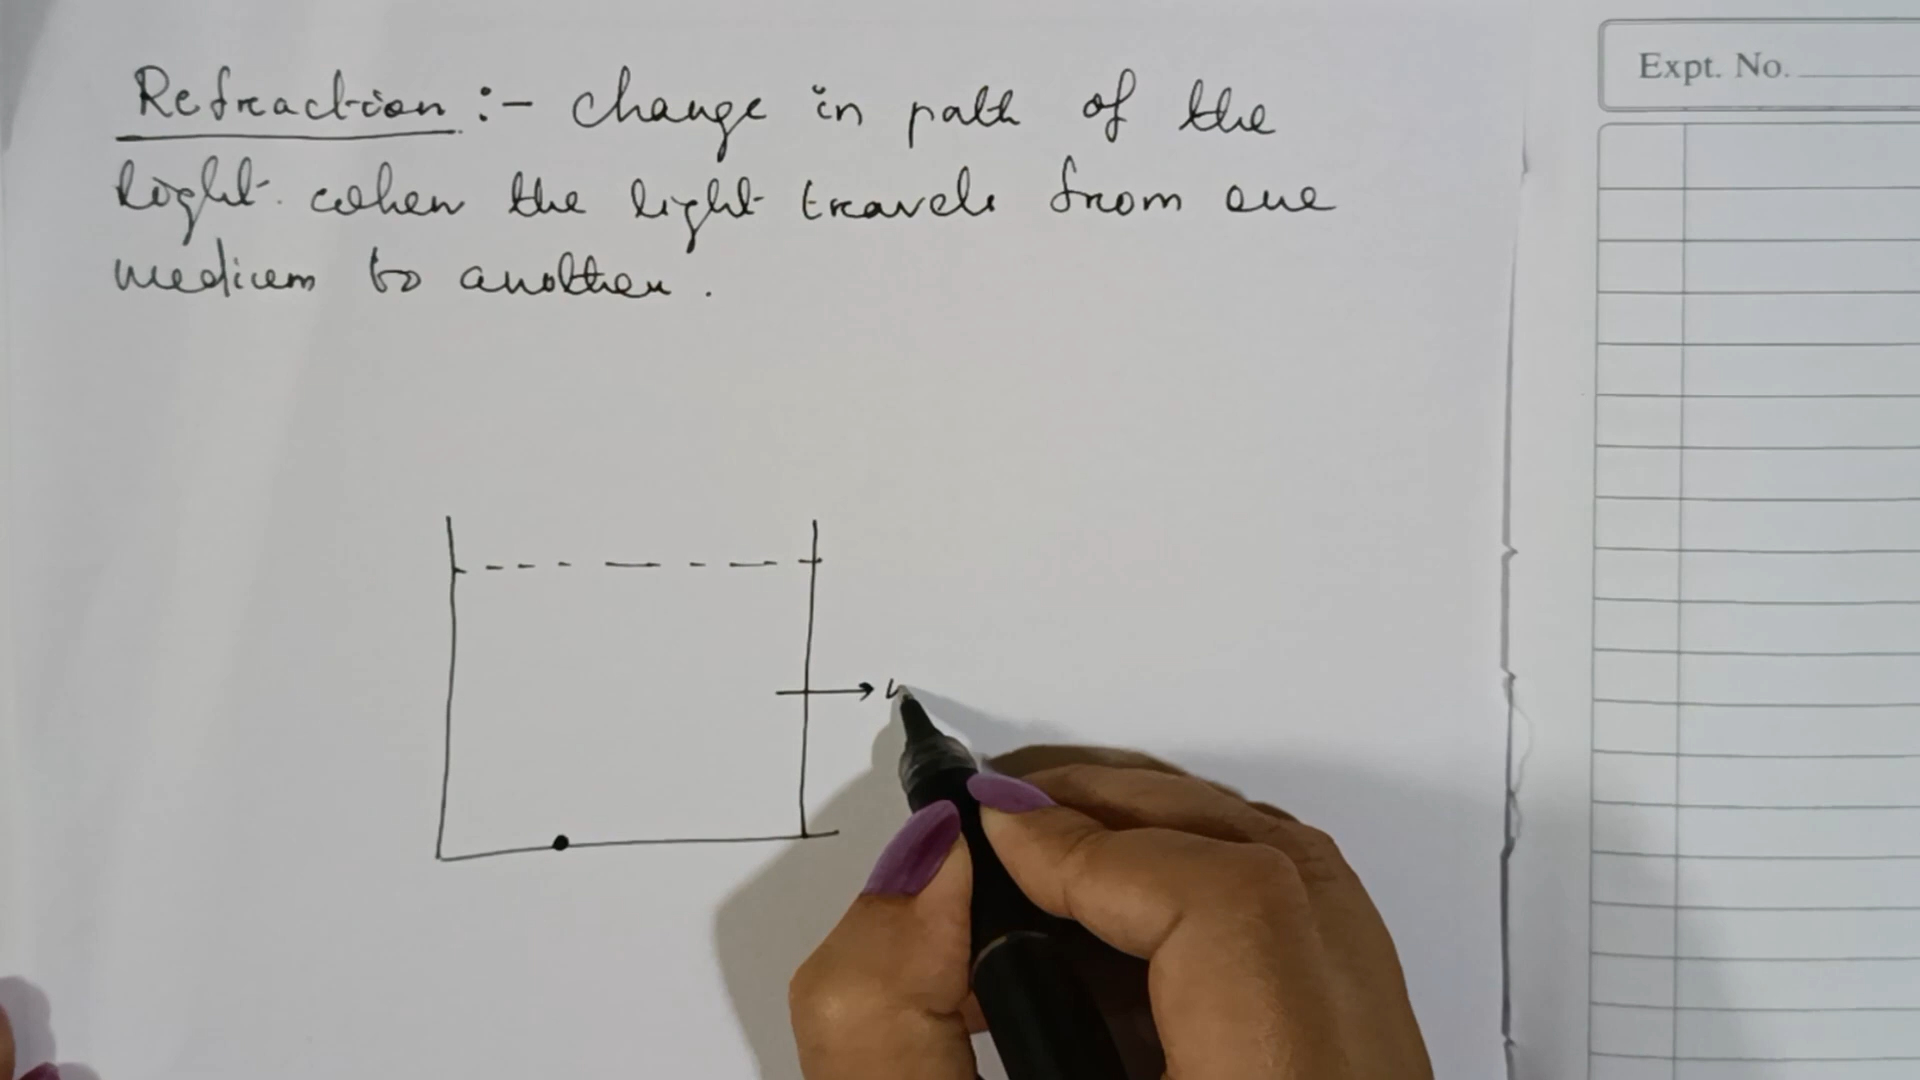 Refraction :- change in path of the
light when the light travels from one
medium to another.
Expt. No.